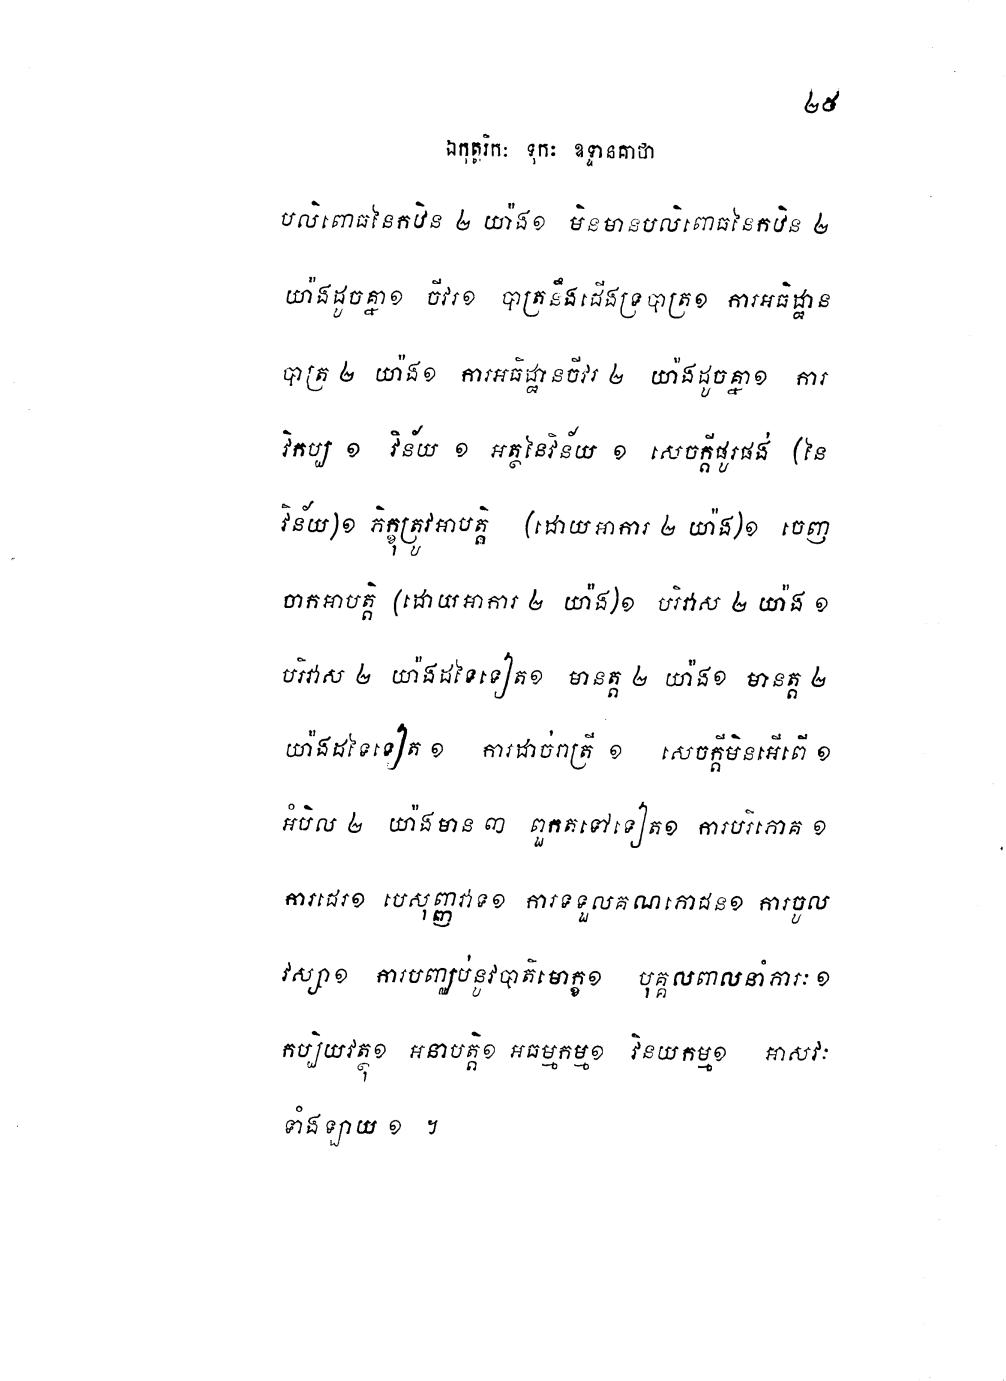 ២៩
ឯកុត្តរិកៈ ទុកៈ ឧទ្ទានគាថា
បលិពោធនៃកឋិន ២ យ៉ាង១ មិនមានបលិពោធនៃកឋិន ២
យ៉ាងដូចគ្នា១ ចីវរ១ បាត្រនឹងជើងទ្របាត្រ១ ការអធិដ្ឋាន
បាត្រ ២ យ៉ាង១ ការអធិដ្ឋានចីវរ ២ យ៉ាងដូចគ្នា១ ការ
វិកប្ប ១ វិន័យ ១ អត្ថនៃវិន័យ ១ សេចក្តីផូរផង់ (នៃ
វិន័យ)១ ភិក្ខុត្រូវអាបត្តិ (ដោយអាការ ២ យ៉ាង)១ ចេញ
ចាកអាបត្តិ (ដោយអាការ ២ យ៉ាង)១ បរិវាស ២ យ៉ាង ១
បរិវាស ២ យ៉ាងដទៃទៀត១ មានត្ត ២ យ៉ាង១ មានត្ត ២
យ៉ាងដទៃទៀត ១ ការដាច់រាត្រី ១ សេចក្តីមិនអើពើ ១
អំបិល ២ យ៉ាងមាន ៣ ពួកតទៅទៀត១ ការបរិភោគ ១
ការជេរ១ បេសុញ្ញវាទ១ ការទទួលគណភោជន១ ការចូល
វស្សា១ ការបញ្ឈប់នូវបាតិមោក្ខ១ បុគ្គលពាលនាំភារៈ ១
កប្បិយវត្ថុ១ អនាបត្តិ១ អធម្មកម្ម១ វិនយកម្ម១ អាសវៈ
ទាំងឡាយ ១ ។